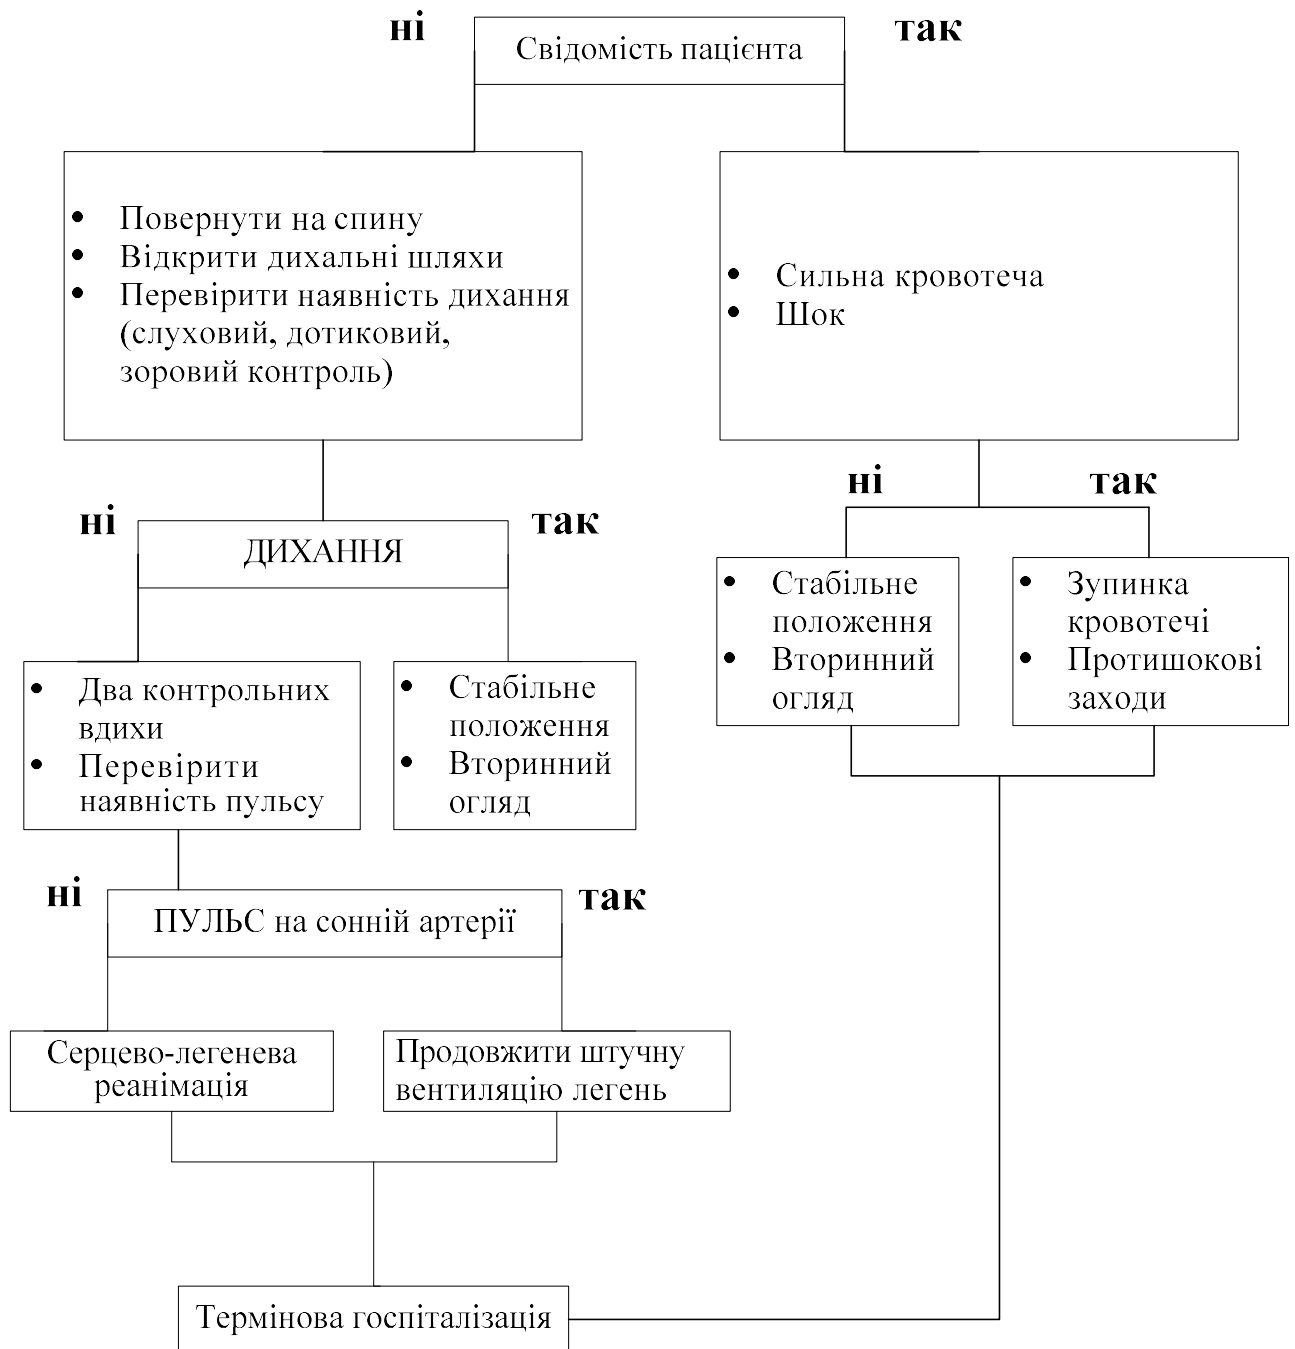 ні
Свідомість пацієнта
так
Повернути на спину
Відкрити дихальні шляхи
Перевірити наявність дихання
(слуховий, дотиковий,
зоровий контроль)
Сильна кровотеча
Шок
ні
ДИХАННЯ
так
ні
так
Два контрольних
вдихи
Перевірити
наявність пульсу
Стабільне
положення
Вторинний
огляд
Стабільне
положення
Вторинний
огляд
Зупинка
кровотечі
Протишокові
заходи
ні
ПУЛЬС на сонній артерії
так
Серцево-легенева
реанімація
Продовжити штучну
вентиляцію легень
Термінова госпіталізація